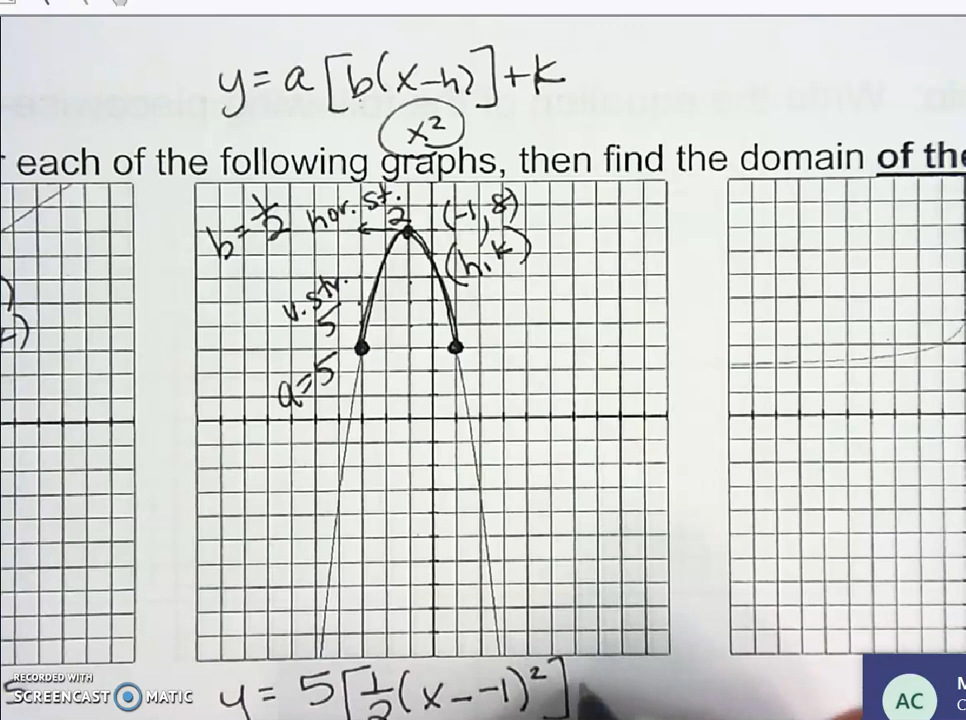 y = a [b(x-h)] + k
x²
each of the following graphs, then find the domain of the
b = 1/2 hor. st. 2 (-1, 8)
(h, k)
v. str. 5
a = 5
RECORDED WITH
SCREENCAST MATIC
y = 5[1/2(x - -1)²]
AC